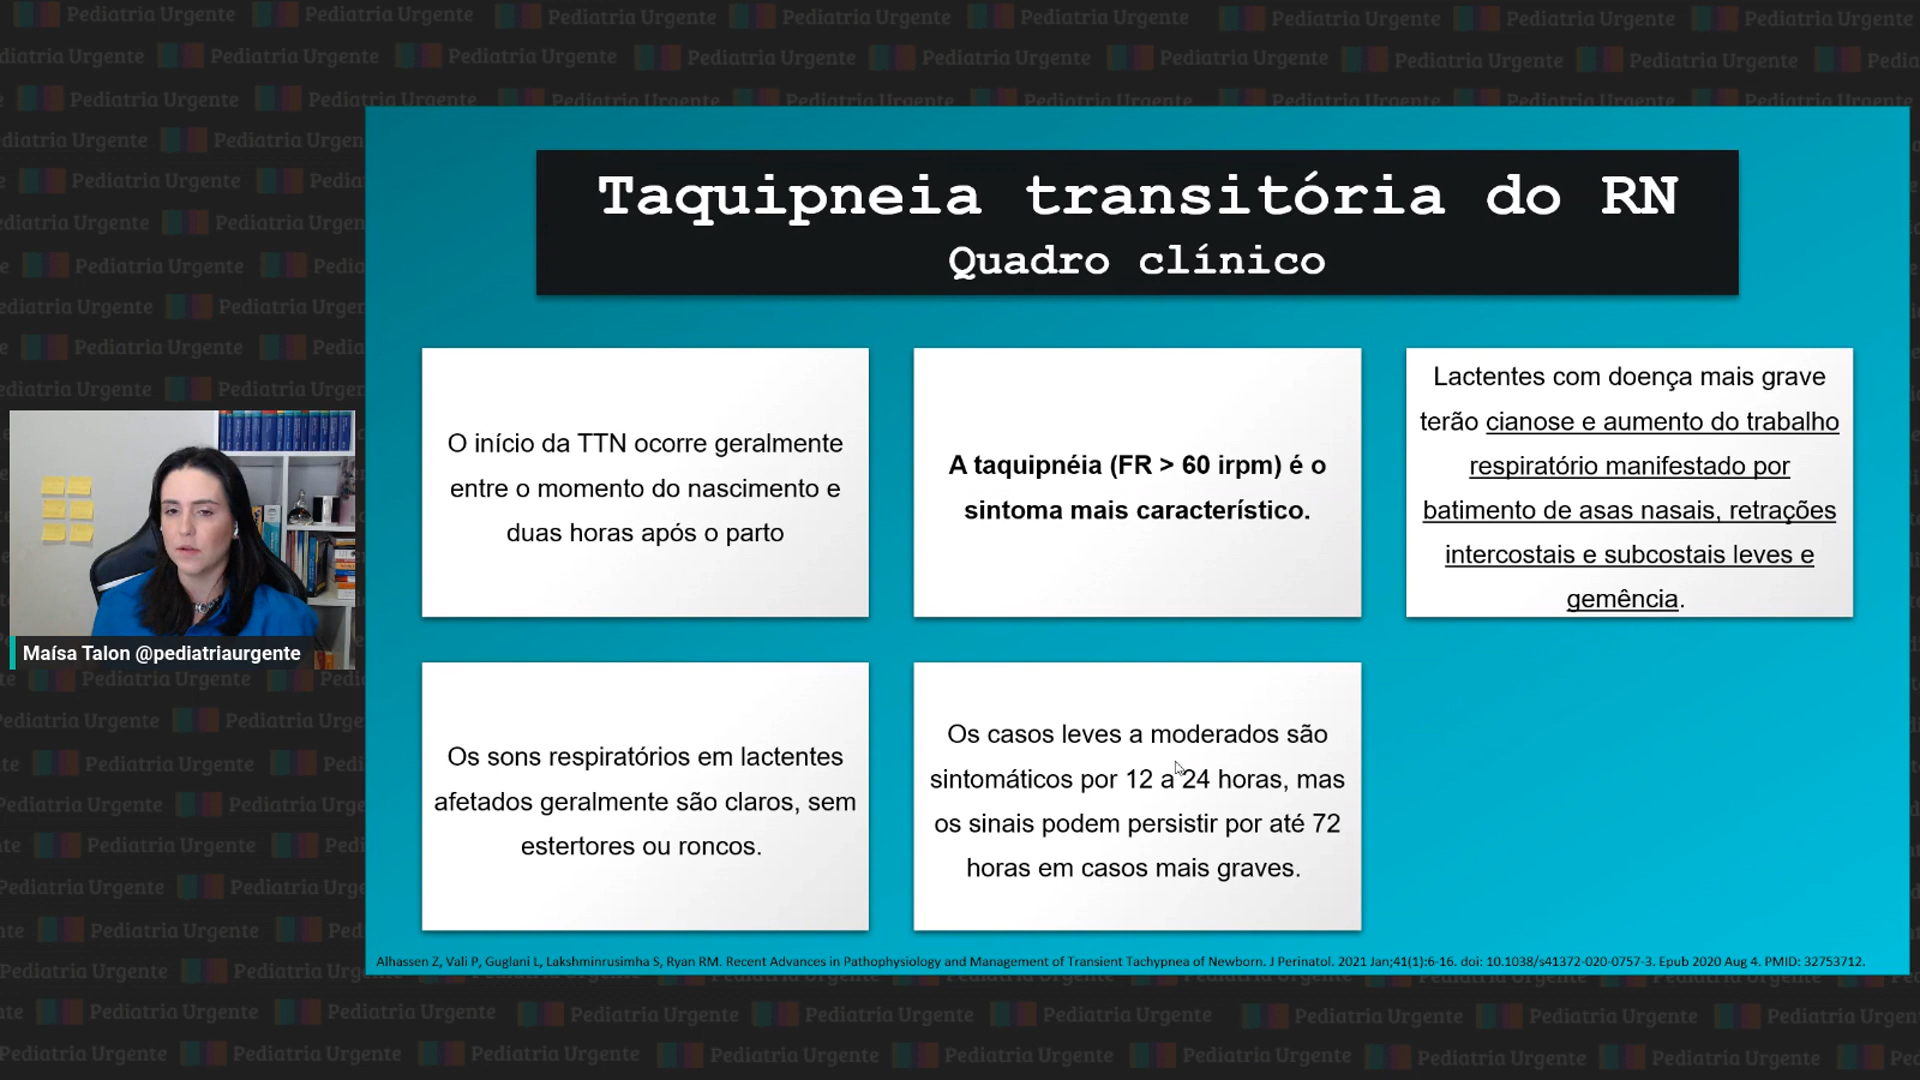 Taquipneia transitória do RN
Quadro clínico
O início da TTN ocorre geralmente
entre o momento do nascimento e
duas horas após o parto
A taquipnéia (FR > 60 irpm) é o
sintoma mais característico.
Lactentes com doença mais grave
terão cianose e aumento do trabalho
respiratório manifestado por
batimento de asas nasais, retrações
intercostais e subcostais leves e
gemência.
Os sons respiratórios em lactentes
afetados geralmente são claros, sem
estertores ou roncos.
Os casos leves a moderados são
sintomáticos por 12 a 24 horas, mas
os sinais podem persistir por até 72
horas em casos mais graves.
Alhassen Z, Vali P, Guglani L, Lakshminrusimha S, Ryan RM. Recent Advances in Pathophysiology and Management of Transient Tachypnea of Newborn. J Perinatol. 2021 Jan;41(1):6-16. doi: 10.1038/s41372-020-0757-3. Epub 2020 Aug 4. PMID: 32753712.
Maísa Talon @pediatriaurgente
Pediatria Urgente